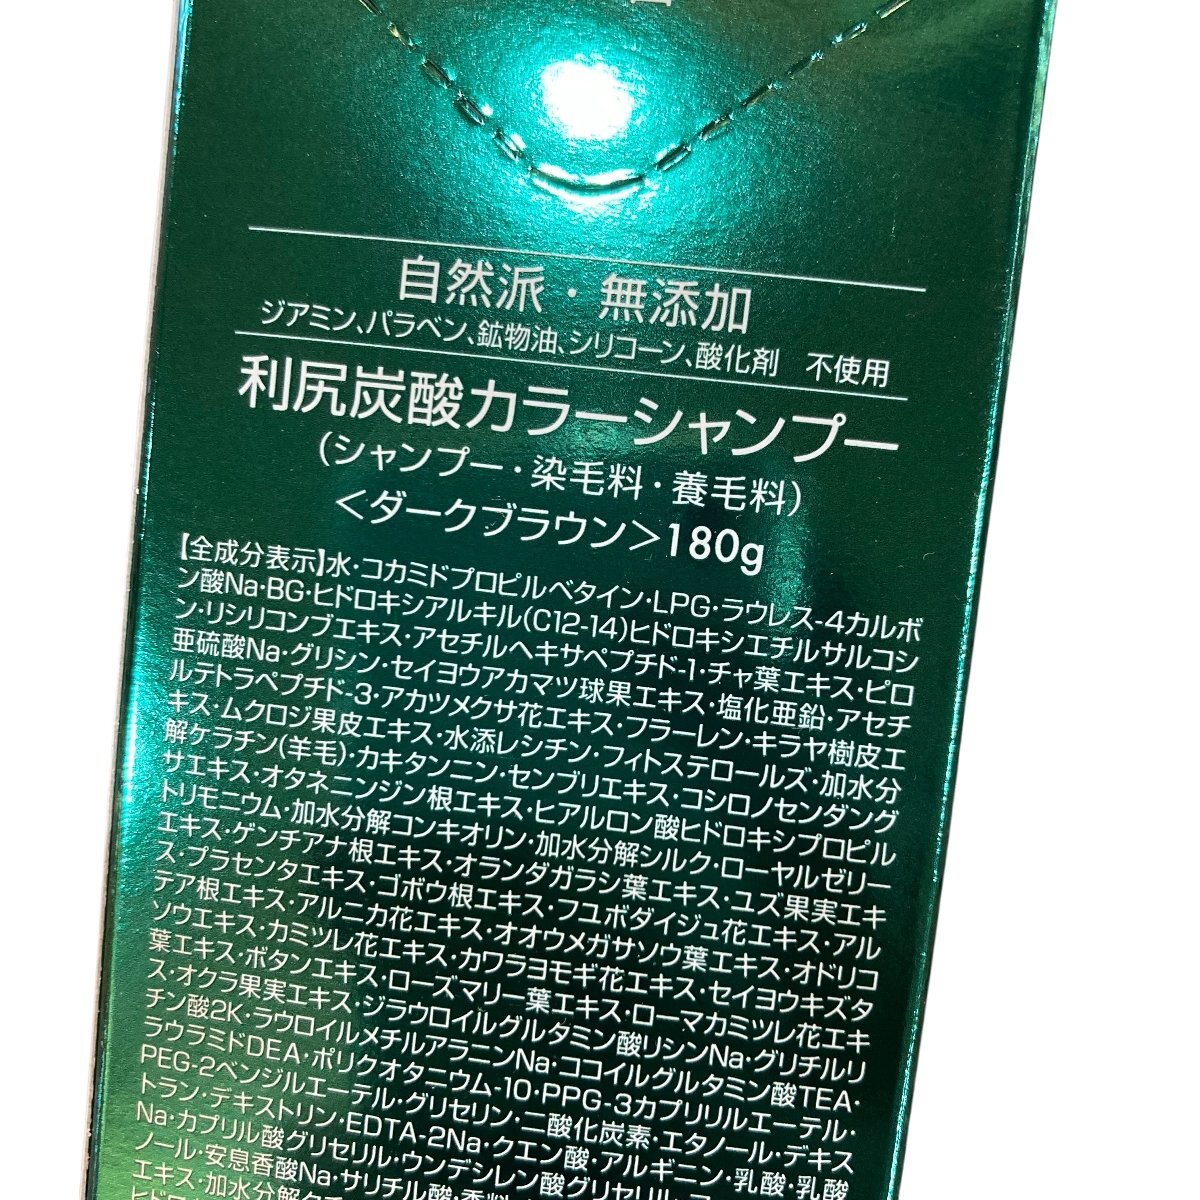 自然派・無添加
ジアミン、パラベン、鉱物油、シリコーン、酸化剤　不使用
利尻炭酸カラーシャンプー
（シャンプー・染毛料・養毛料）
＜ダークブラウン＞180g
【全成分表示】水・コカミドプロピルベタイン・LPG・ラウレス-4カルボ
ン酸Na・BG・ヒドロキシアルキル(C12-14)ヒドロキシエチルサルコシ
ン・リシリコンブエキス・アセチルヘキサペプチド-1・チャ葉エキス・ピロ
亜硫酸Na・グリシン・セイヨウアカマツ球果エキス・塩化亜鉛・アセチ
ルテトラペプチド-3・アカツメクサ花エキス・フラーレン・キラヤ樹皮エ
キス・ムクロジ果皮エキス・水添レシチン・フィトステロールズ・加水分
解ケラチン(羊毛)・カキタンニン・センブリエキス・コシロノセンダング
サエキス・オタネニンジン根エキス・ヒアルロン酸ヒドロキシプロピル
トリモニウム・加水分解コンキオリン・加水分解シルク・ローヤルゼリー
エキス・ゲンチアナ根エキス・オランダガラシ葉エキス・ユズ果実エキ
ス・プラセンタエキス・ゴボウ根エキス・フユボダイジュ花エキス・アル
テア根エキス・アルニカ花エキス・オオウメガサソウ葉エキス・オドリコ
ソウエキス・カミツレ花エキス・カワラヨモギ花エキス・セイヨウキズタ
葉エキス・ボタンエキス・ローズマリー葉エキス・ローマカミツレ花エキ
ス・オクラ果実エキス・ジラウロイルグルタミン酸リシンNa・グリチルリ
チン酸2K・ラウロイルメチルアラニンNa・ココイルグルタミン酸TEA・
ラウラミドDEA・ポリクオタニウム-10・PPG-3カプリリルエーテル・
PEG-2ベンジルエーテル・グリセリン・二酸化炭素・エタノール・デキス
トラン・デキストリン・EDTA-2Na・クエン酸・アルギニン・乳酸・乳酸
Na・カプリル酸グリセリル・ウンデシレン酸グリセリル・フ
ノール・安息香酸Na・サリチル酸・香料
エキス・加水分解
ヒドロ